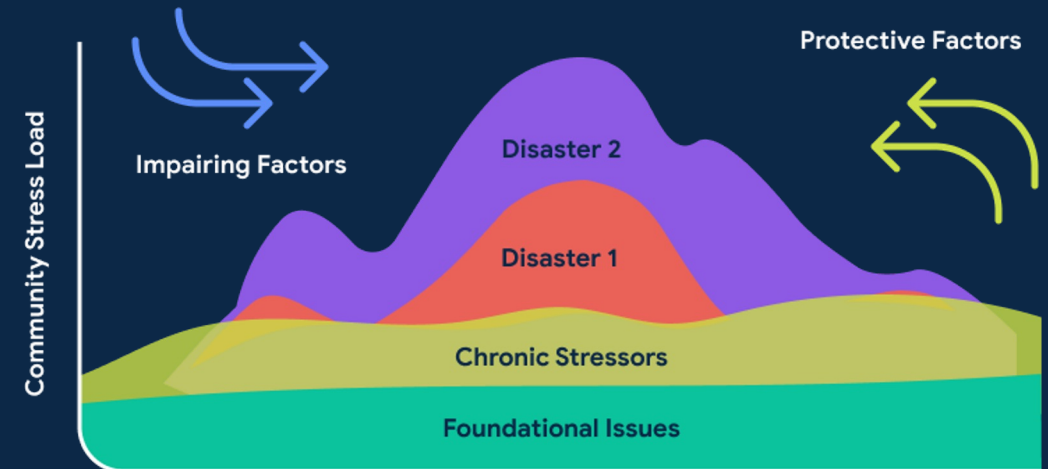 Protective Factors
Impairing Factors
Community Stress Load
Disaster 2
Disaster 1
Chronic Stressors
Foundational Issues